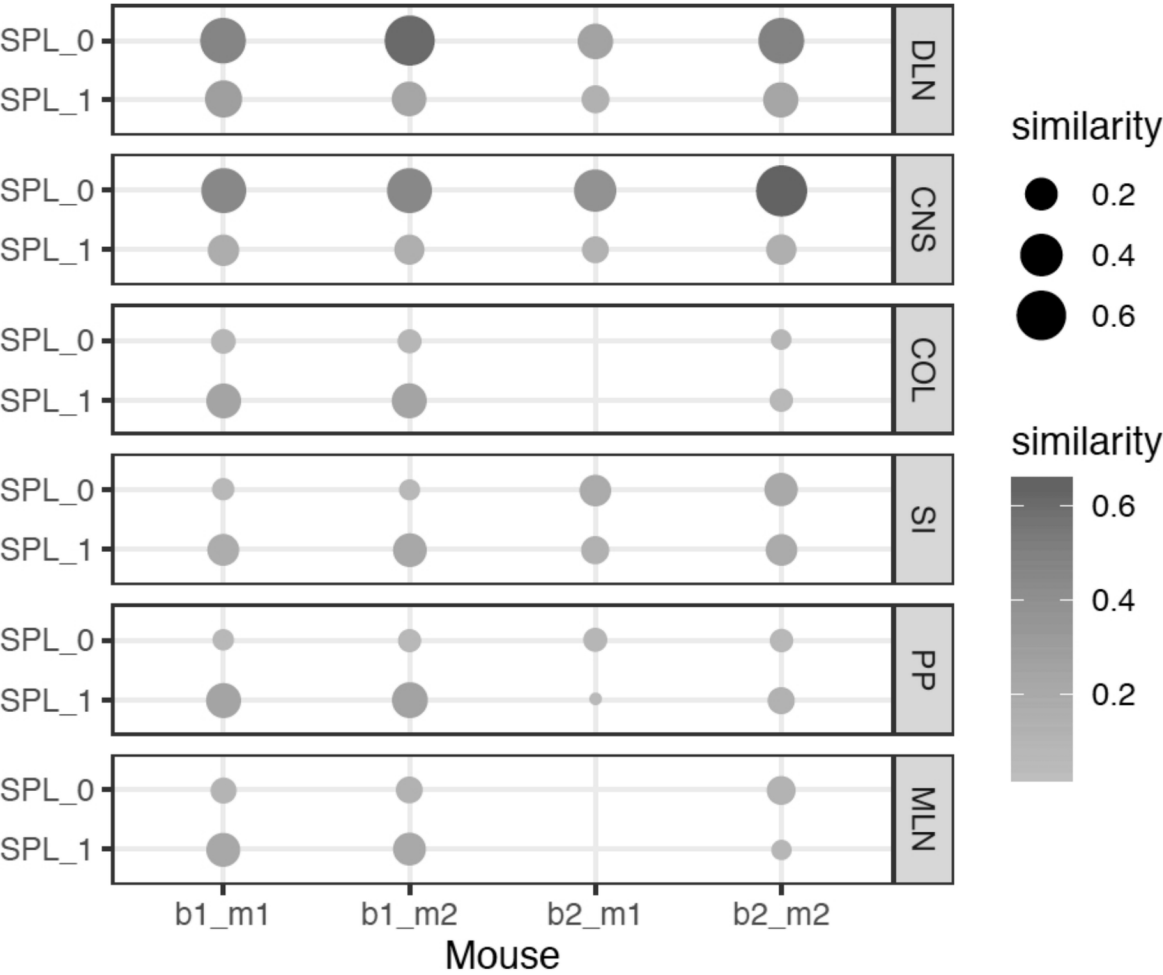 SPL_0
SPL_1
DLN
SPL_0
SPL_1
CNS
SPL_0
SPL_1
COL
SPL_0
SPL_1
SI
SPL_0
SPL_1
PP
SPL_0
SPL_1
MLN
b1_m1 b1_m2 b2_m1 b2_m2
Mouse
similarity
0.2
0.4
0.6
similarity
0.6
0.4
0.2